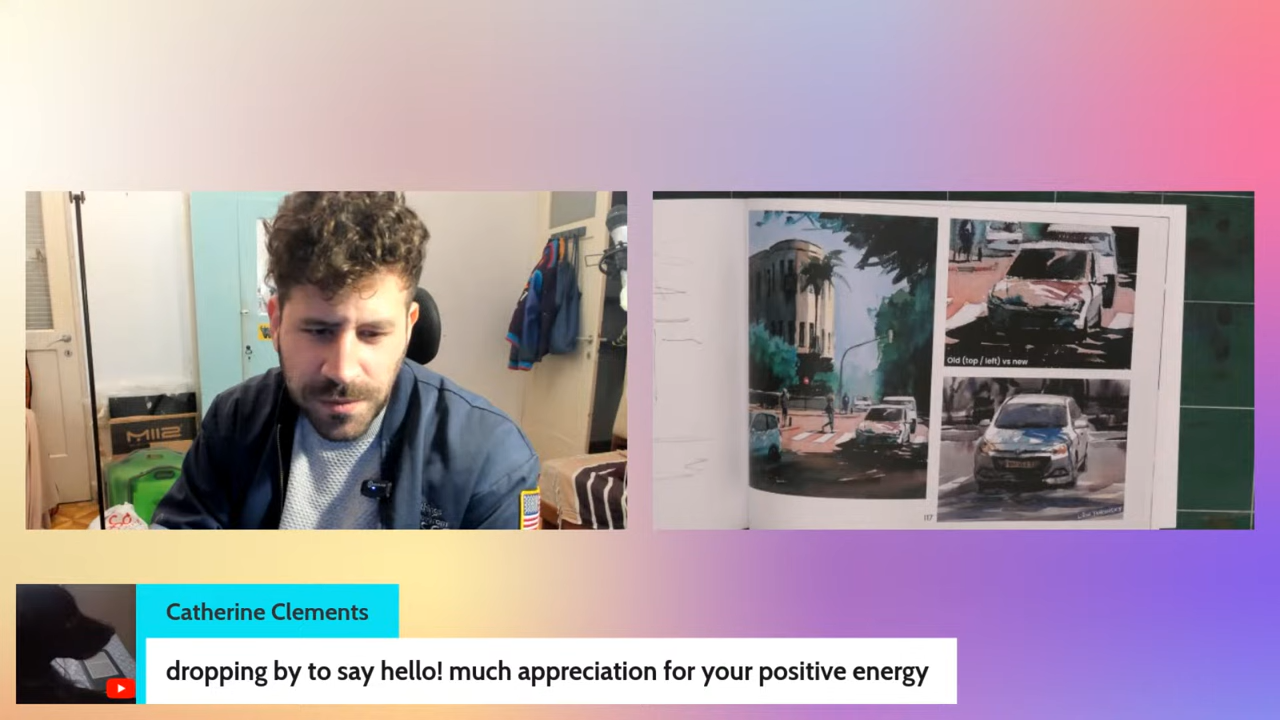 MII2
Old (top / left) vs new
117
Catherine Clements
dropping by to say hello! much appreciation for your positive energy